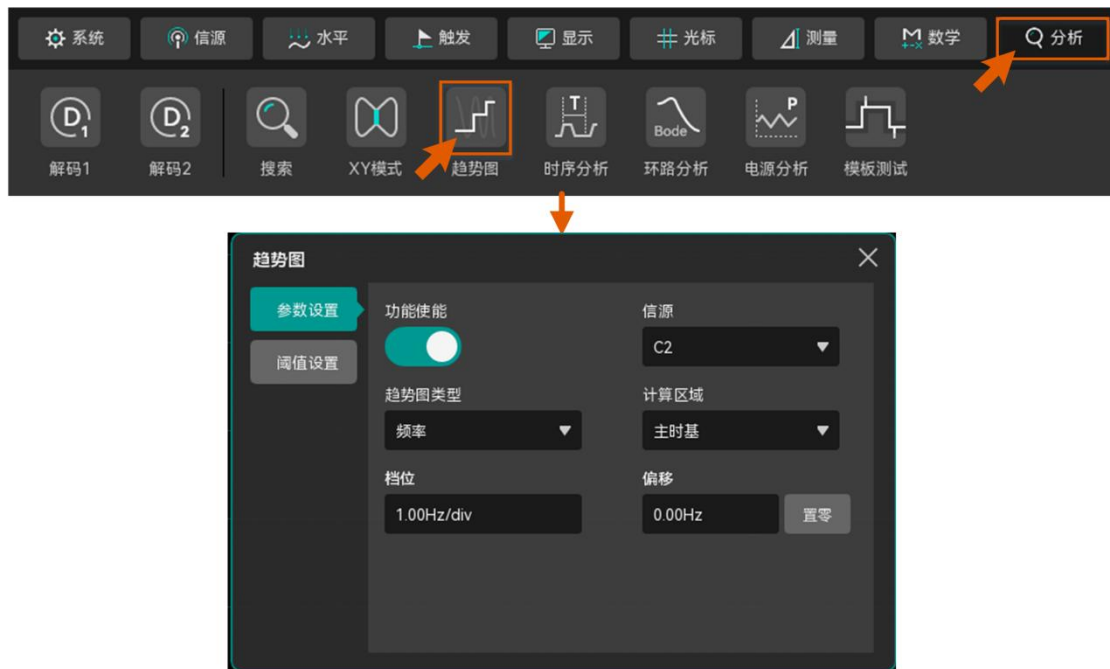 系统 信源 水平 触发 显示 光标 测量 数学 分析
D1 D2 T Bode P
解码1 解码2 搜索 XY模式 趋势图 时序分析 环路分析 电源分析 模板测试
趋势图
参数设置
阈值设置
功能使能 信源
C2
趋势图类型 计算区域
频率 主时基
档位 偏移
1.00Hz/div 0.00Hz 置零